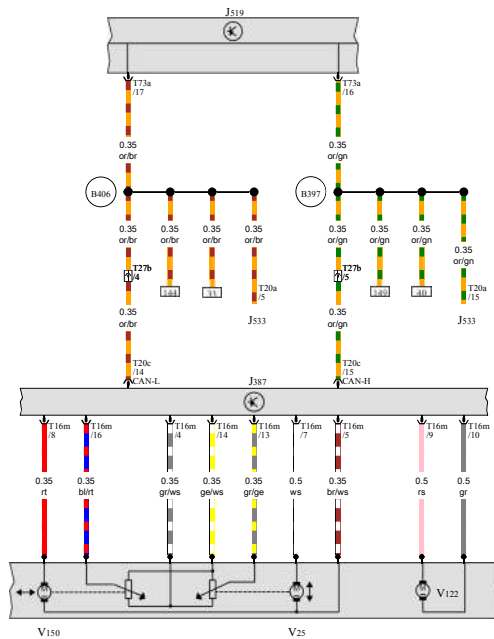 J519
K
T73a
/17
T73a
/16
0.35
or/br
0.35
or/gn
B406
B397
0.35
or/br
0.35
or/br
0.35
or/br
0.35
or/br
0.35
or/gn
0.35
or/gn
0.35
or/gn
0.35
or/gn
T27b
/4
T27b
/5
144
31
T20a
/5
149
40
T20a
/15
J533
J533
0.35
or/br
0.35
or/gn
T20c
/14
CAN-L
T20c
/15
CAN-H
J387
K
T16m
/8
T16m
/16
T16m
/4
T16m
/14
T16m
/13
T16m
/7
T16m
/5
T16m
/9
T16m
/10
0.35
rt
0.35
bl/rt
0.35
gr/ws
0.35
ge/ws
0.35
gr/ge
0.5
ws
0.35
br/ws
0.5
rs
0.5
gr
M
M
M
V122
V150
V25